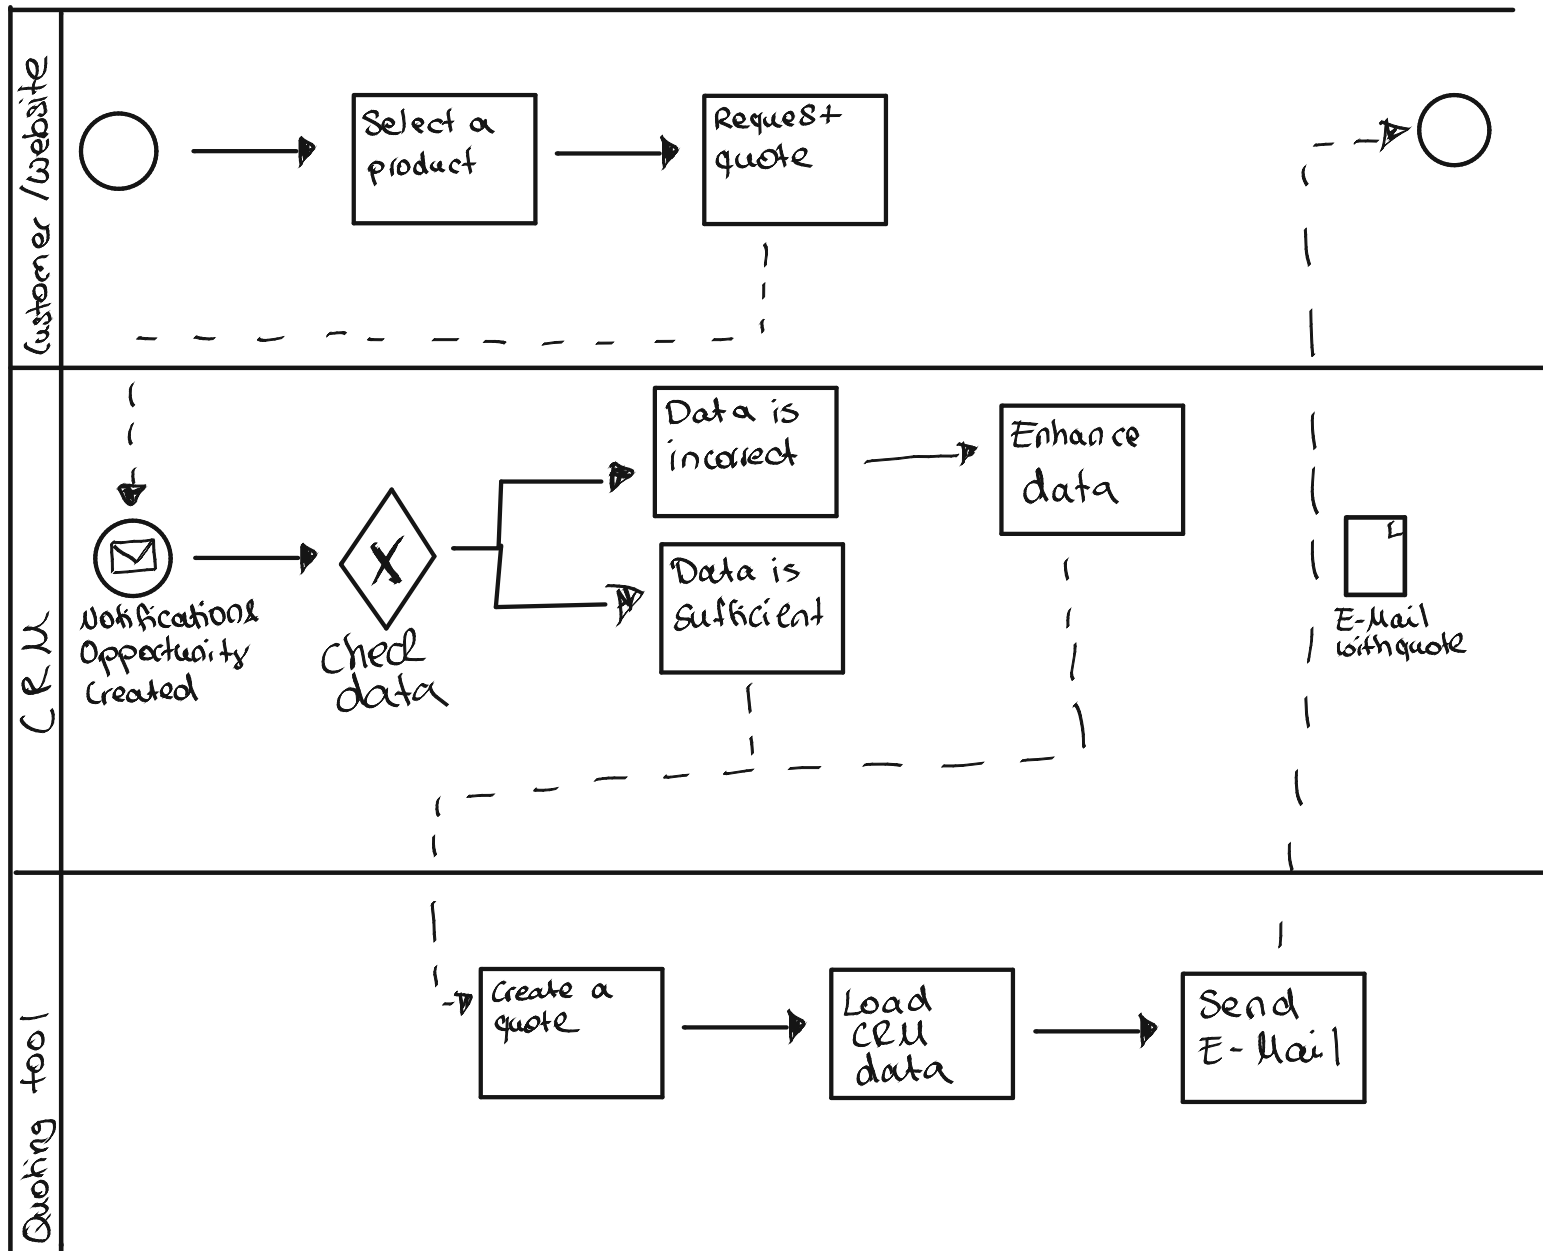 Customer / website
Select a
product
Request
quote
CRM
Notification &
Opportunity
created
X
Check
data
Data is
incorrect
Data is
sufficient
Enhance
data
E-Mail
with quote
Quoting tool
Create a
quote
Load
CRM
data
Send
E-Mail